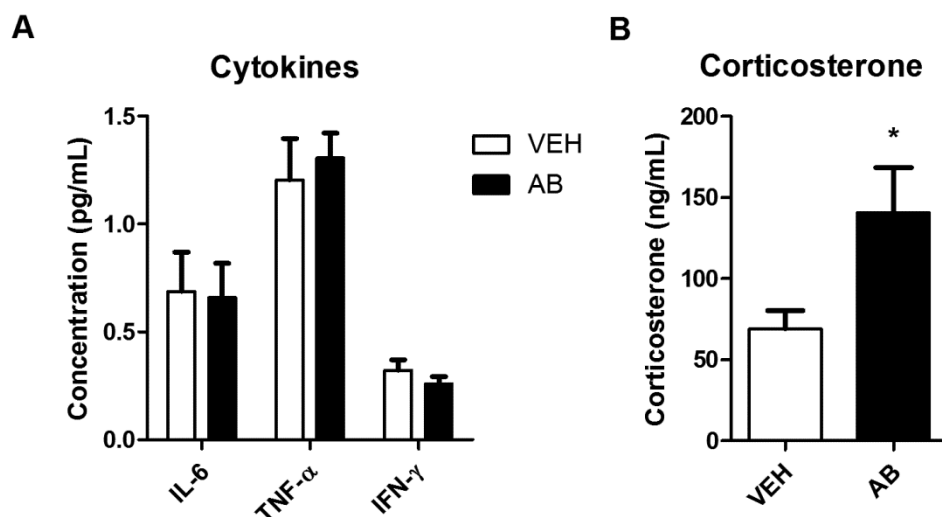 A
Cytokines
Concentration (pg/mL)
1.5
1.0
0.5
0.0
IL-6
TNF-α
IFN-γ
VEH
AB
B
Corticosterone
Corticosterone (ng/mL)
200
150
100
50
0
*
VEH
AB